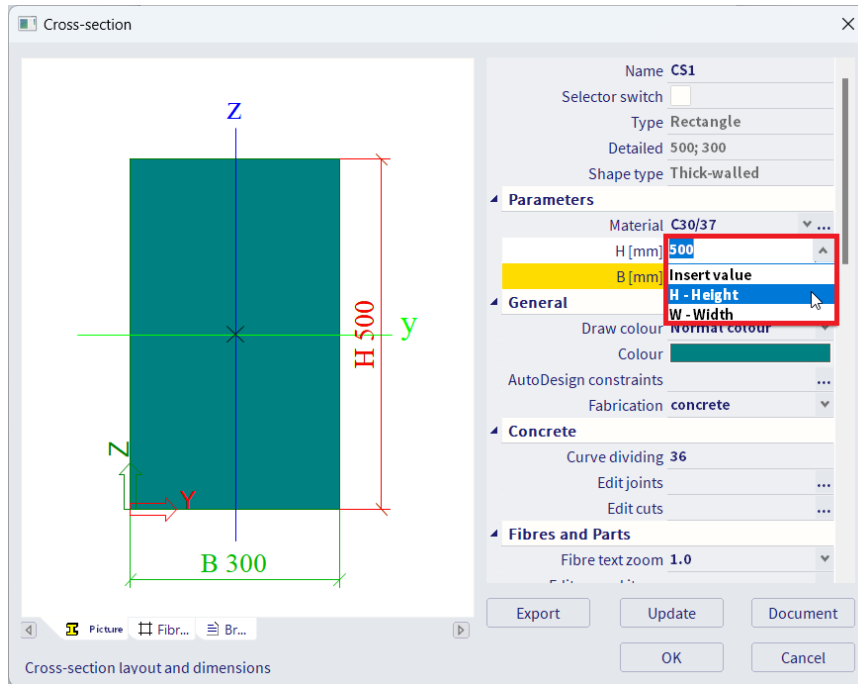 Cross-section
Name CS1
Selector switch
Type Rectangle
Detailed 500; 300
Shape type Thick-walled
Parameters
Material C30/37 ...
H [mm] 500
B [mm]
Insert value
H - Height
W - Width
General
Draw colour Normal colour
Colour
AutoDesign constraints ...
Fabrication concrete
Concrete
Curve dividing 36
Edit joints ...
Edit cuts ...
Fibres and Parts
Fibre text zoom 1.0
z
y
H 500
Z
Y
B 300
Picture Fibr... Br...
Export Update Document
OK Cancel
Cross-section layout and dimensions